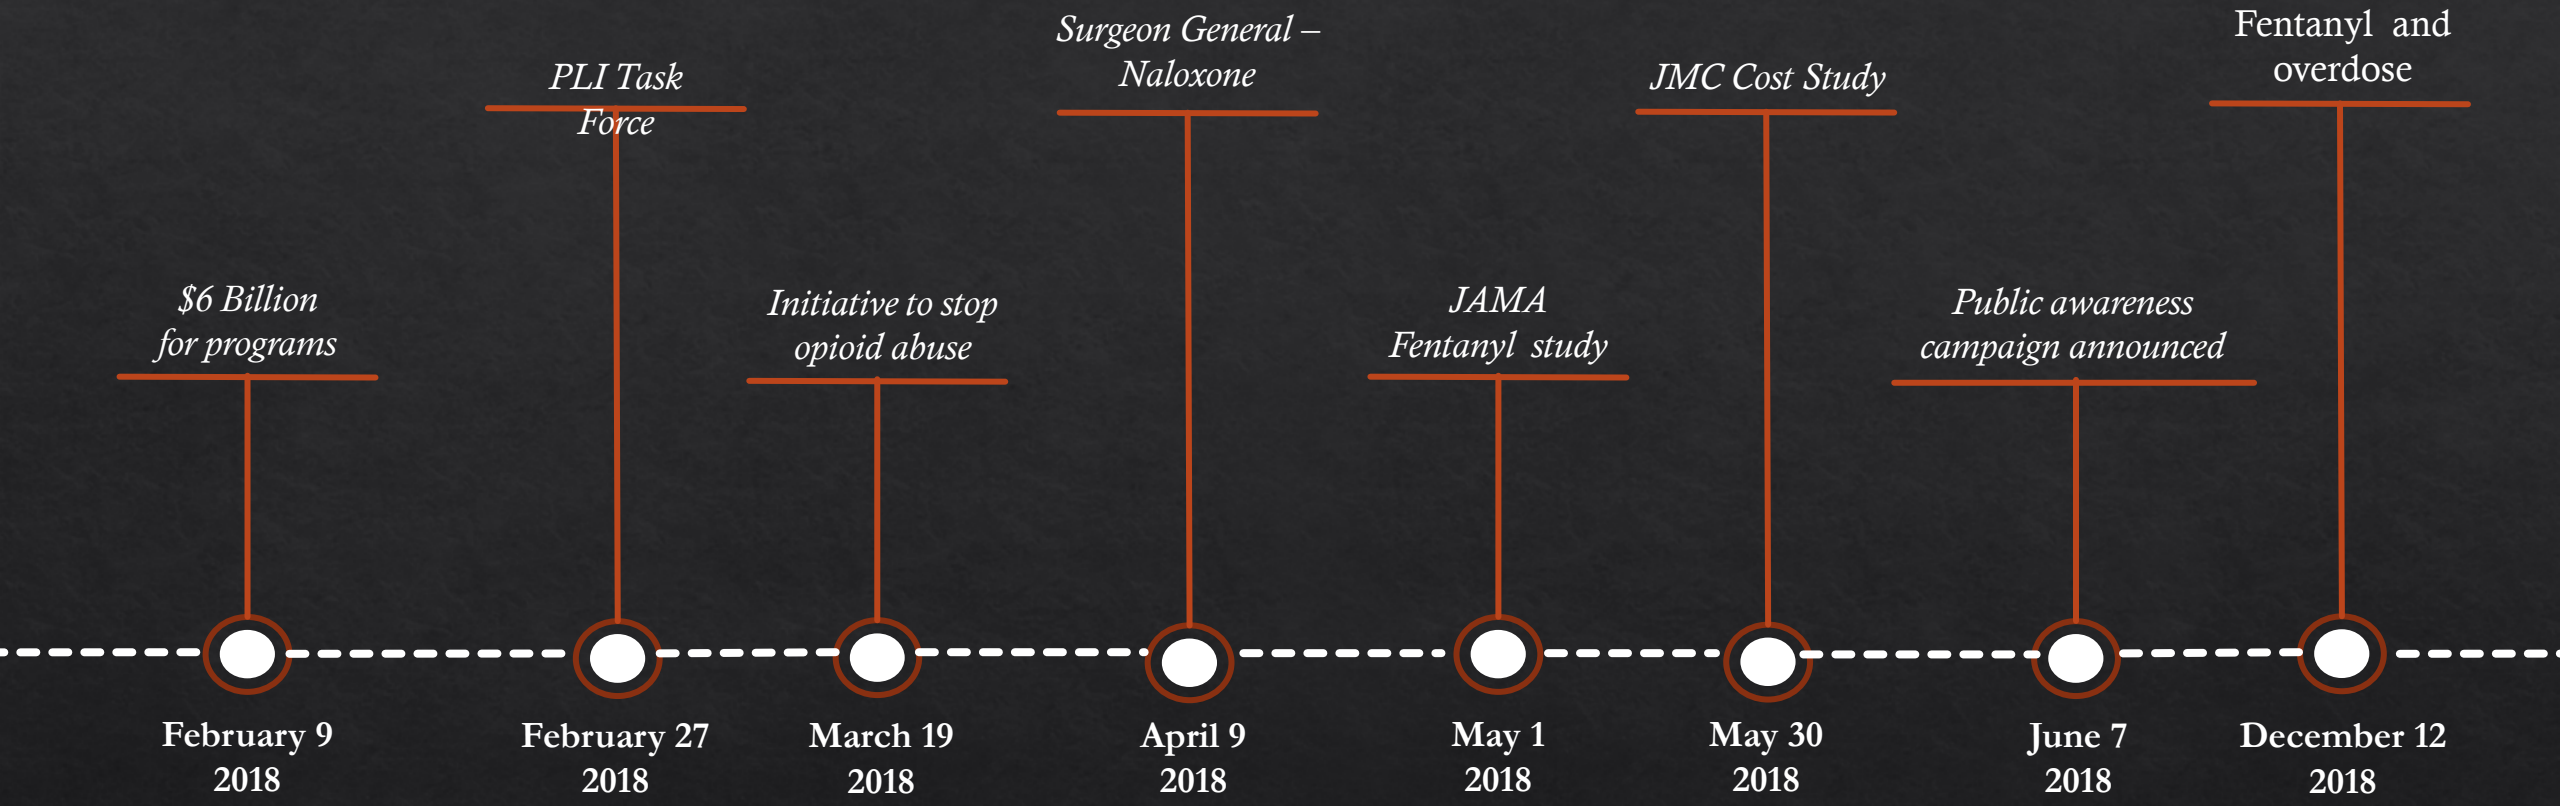 $6 Billion
for programs
February 9
2018
PLI Task
Force
February 27
2018
Initiative to stop
opioid abuse
March 19
2018
Surgeon General –
Naloxone
April 9
2018
JAMA
Fentanyl study
May 1
2018
JMC Cost Study
May 30
2018
Public awareness
campaign announced
June 7
2018
Fentanyl and
overdose
December 12
2018